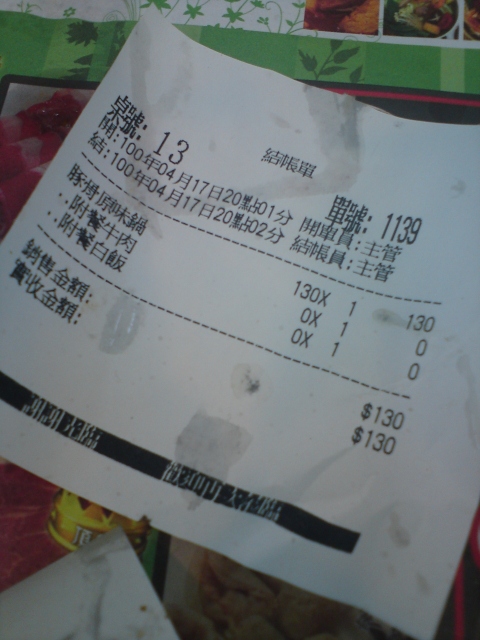 結帳單
桌號: 13 單號: 1139
開:100年04月17日20點01分 開單員:主管
結:100年04月17日20點02分 結帳員:主管
豚骨原味鍋 130X 1 130
..附餐牛肉 0X 1 0
..附餐白飯 0X 1 0
銷售金額: $130
實收金額: $130